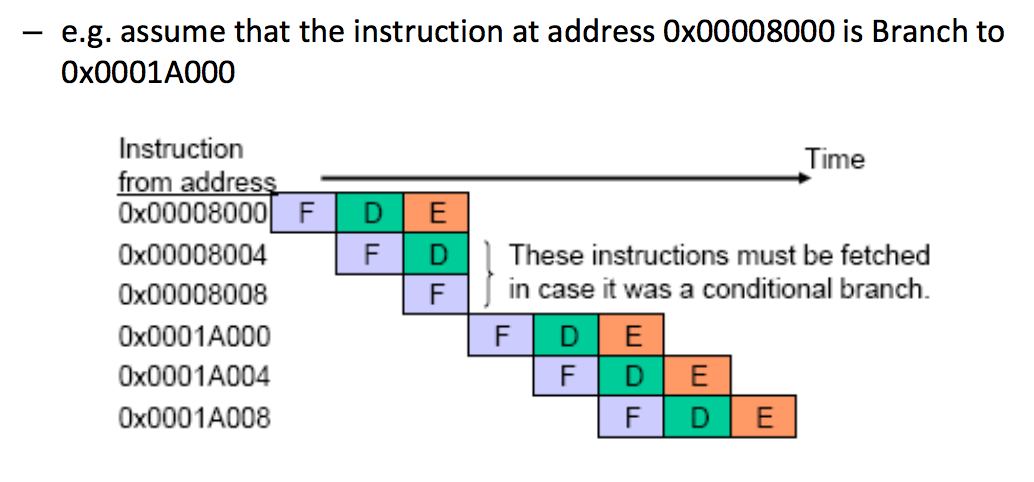 – e.g. assume that the instruction at address 0x00008000 is Branch to
0x0001A000
Instruction
from address
Time
0x00008000 F D E
0x00008004 F D
0x00008008 F
These instructions must be fetched
in case it was a conditional branch.
0x0001A000 F D E
0x0001A004 F D E
0x0001A008 F D E